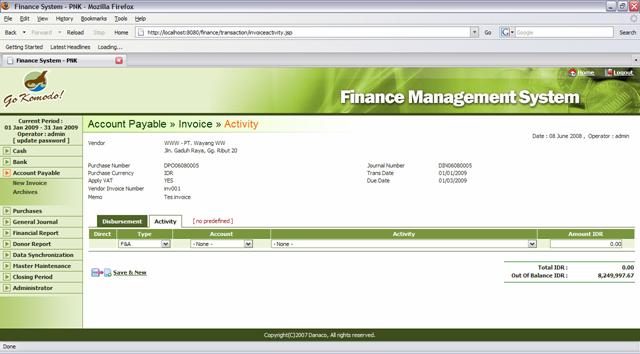 Finance System - PNK - Mozilla Firefox
File Edit View History Bookmarks Tools Help
Back Forward Reload Stop Home http://localhost:8080/finance/transaction/invoiceactivity.jsp Go Google Search
Getting Started Latest Headlines Loading...
Finance System - PNK
Home Logout
Go Komodo!
Finance Management System
Current Period :
01 Jan 2009 - 31 Jan 2009
Operator : admin
[ update password ]
Cash
Bank
Account Payable
New Invoice
Archives
Purchases
General Journal
Financial Report
Donor Report
Data Synchronization
Master Maintenance
Closing Period
Administrator
Account Payable » Invoice » Activity
Date : 08 June 2008 , Operator : admin
Vendor WWW - PT. Wayang WW
Jln. Gaduh Raya, Gg. Ribut 20
Purchase Number DPO06080005 Journal Number DIN06080005
Purchase Currency IDR Trans Date 01/01/2009
Apply VAT YES Due Date 01/03/2009
Vendor Invoice Number inv001
Memo Tes invoice
Disbursement Activity [ no predefined.]
Direct Type Account Activity Amount IDR
F&A - None - - None - 0.00
Save & New
Total IDR : 0.00
Out Of Balance IDR : 8,249,997.67
Copyright(C)2007 Danaco, All rights reserved.
Done